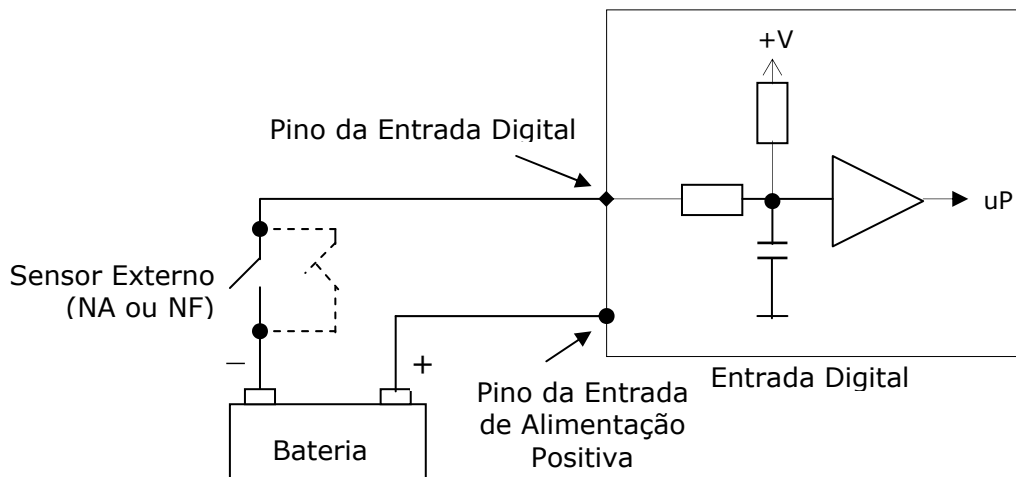 +V
Pino da Entrada Digital
uP
Sensor Externo
(NA ou NF)
–
+
Entrada Digital
Pino da Entrada
de Alimentação
Positiva
Bateria